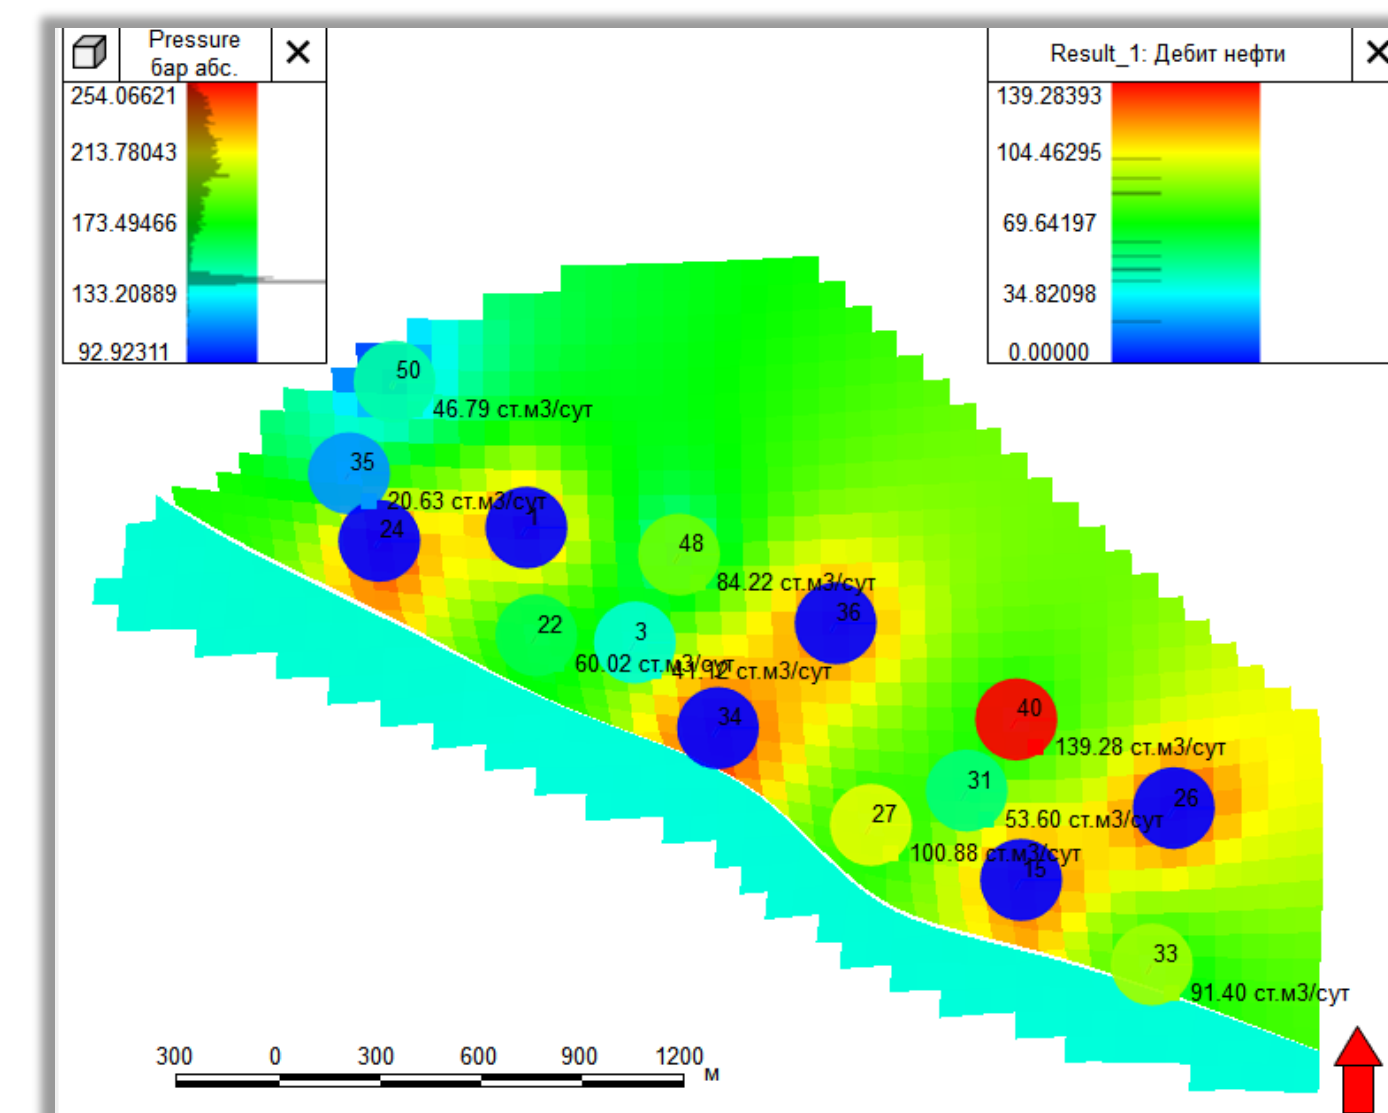 Pressure
бар абс.
254.06621
213.78043
173.49466
133.20889
92.92311
Result_1: Дебит нефти
139.28393
104.46295
69.64197
34.82098
0.00000
50
46.79 ст.м3/сут
35
20.63 ст.м3/сут
24
1
48
84.22 ст.м3/сут
36
22
60.02 ст.м3/сут
3
41.12 ст.м3/сут
34
40
139.28 ст.м3/сут
31
53.60 ст.м3/сут
26
27
100.88 ст.м3/сут
15
33
91.40 ст.м3/сут
300 0 300 600 900 1200 м